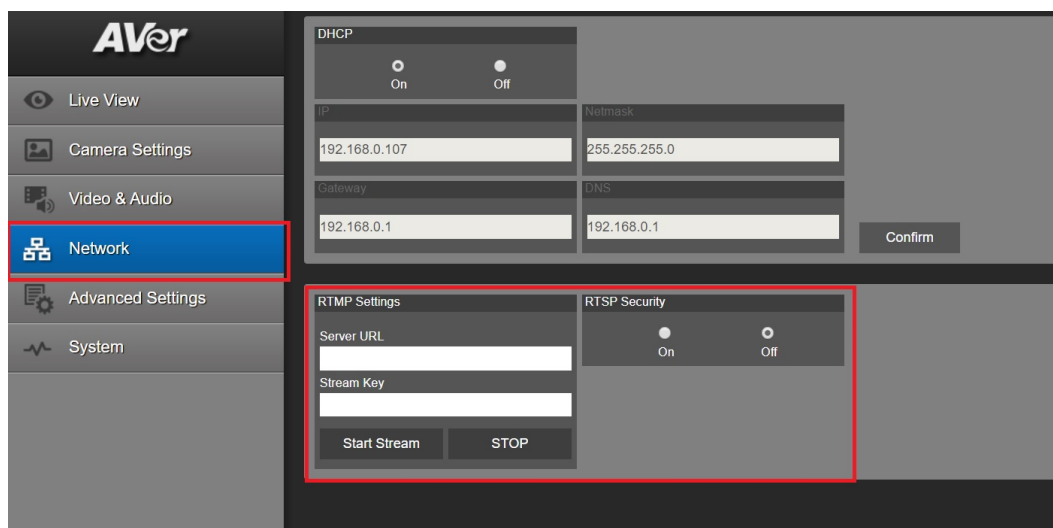 AVer
Live View
Camera Settings
Video & Audio
Network
Advanced Settings
System
DHCP
On Off
IP Netmask
192.168.0.107 255.255.255.0
Gateway DNS
192.168.0.1 192.168.0.1
Confirm
RTMP Settings RTSP Security
Server URL
On Off
Stream Key
Start Stream STOP